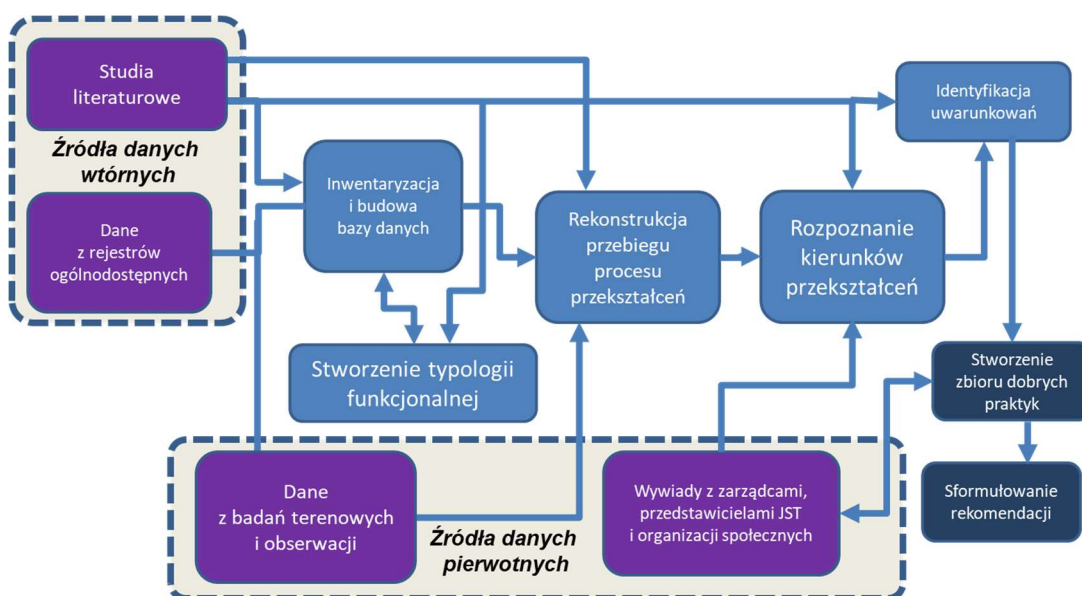 Studia
literaturowe
Źródła danych
wtórnych
Dane
z rejestrów
ogólnodostępnych
Inwentaryzacja
i budowa
bazy danych
Stworzenie typologii
funkcjonalnej
Rekonstrukcja
przebiegu
procesu
przekształceń
Rozpoznanie
kierunków
przekształceń
Identyfikacja
uwarunkowań
Stworzenie
zbioru dobrych
praktyk
Sformułowanie
rekomendacji
Dane
z badań terenowych
i obserwacji
Źródła danych
pierwotnych
Wywiady z zarządcami,
przedstawicielami JST
i organizacji społecznych